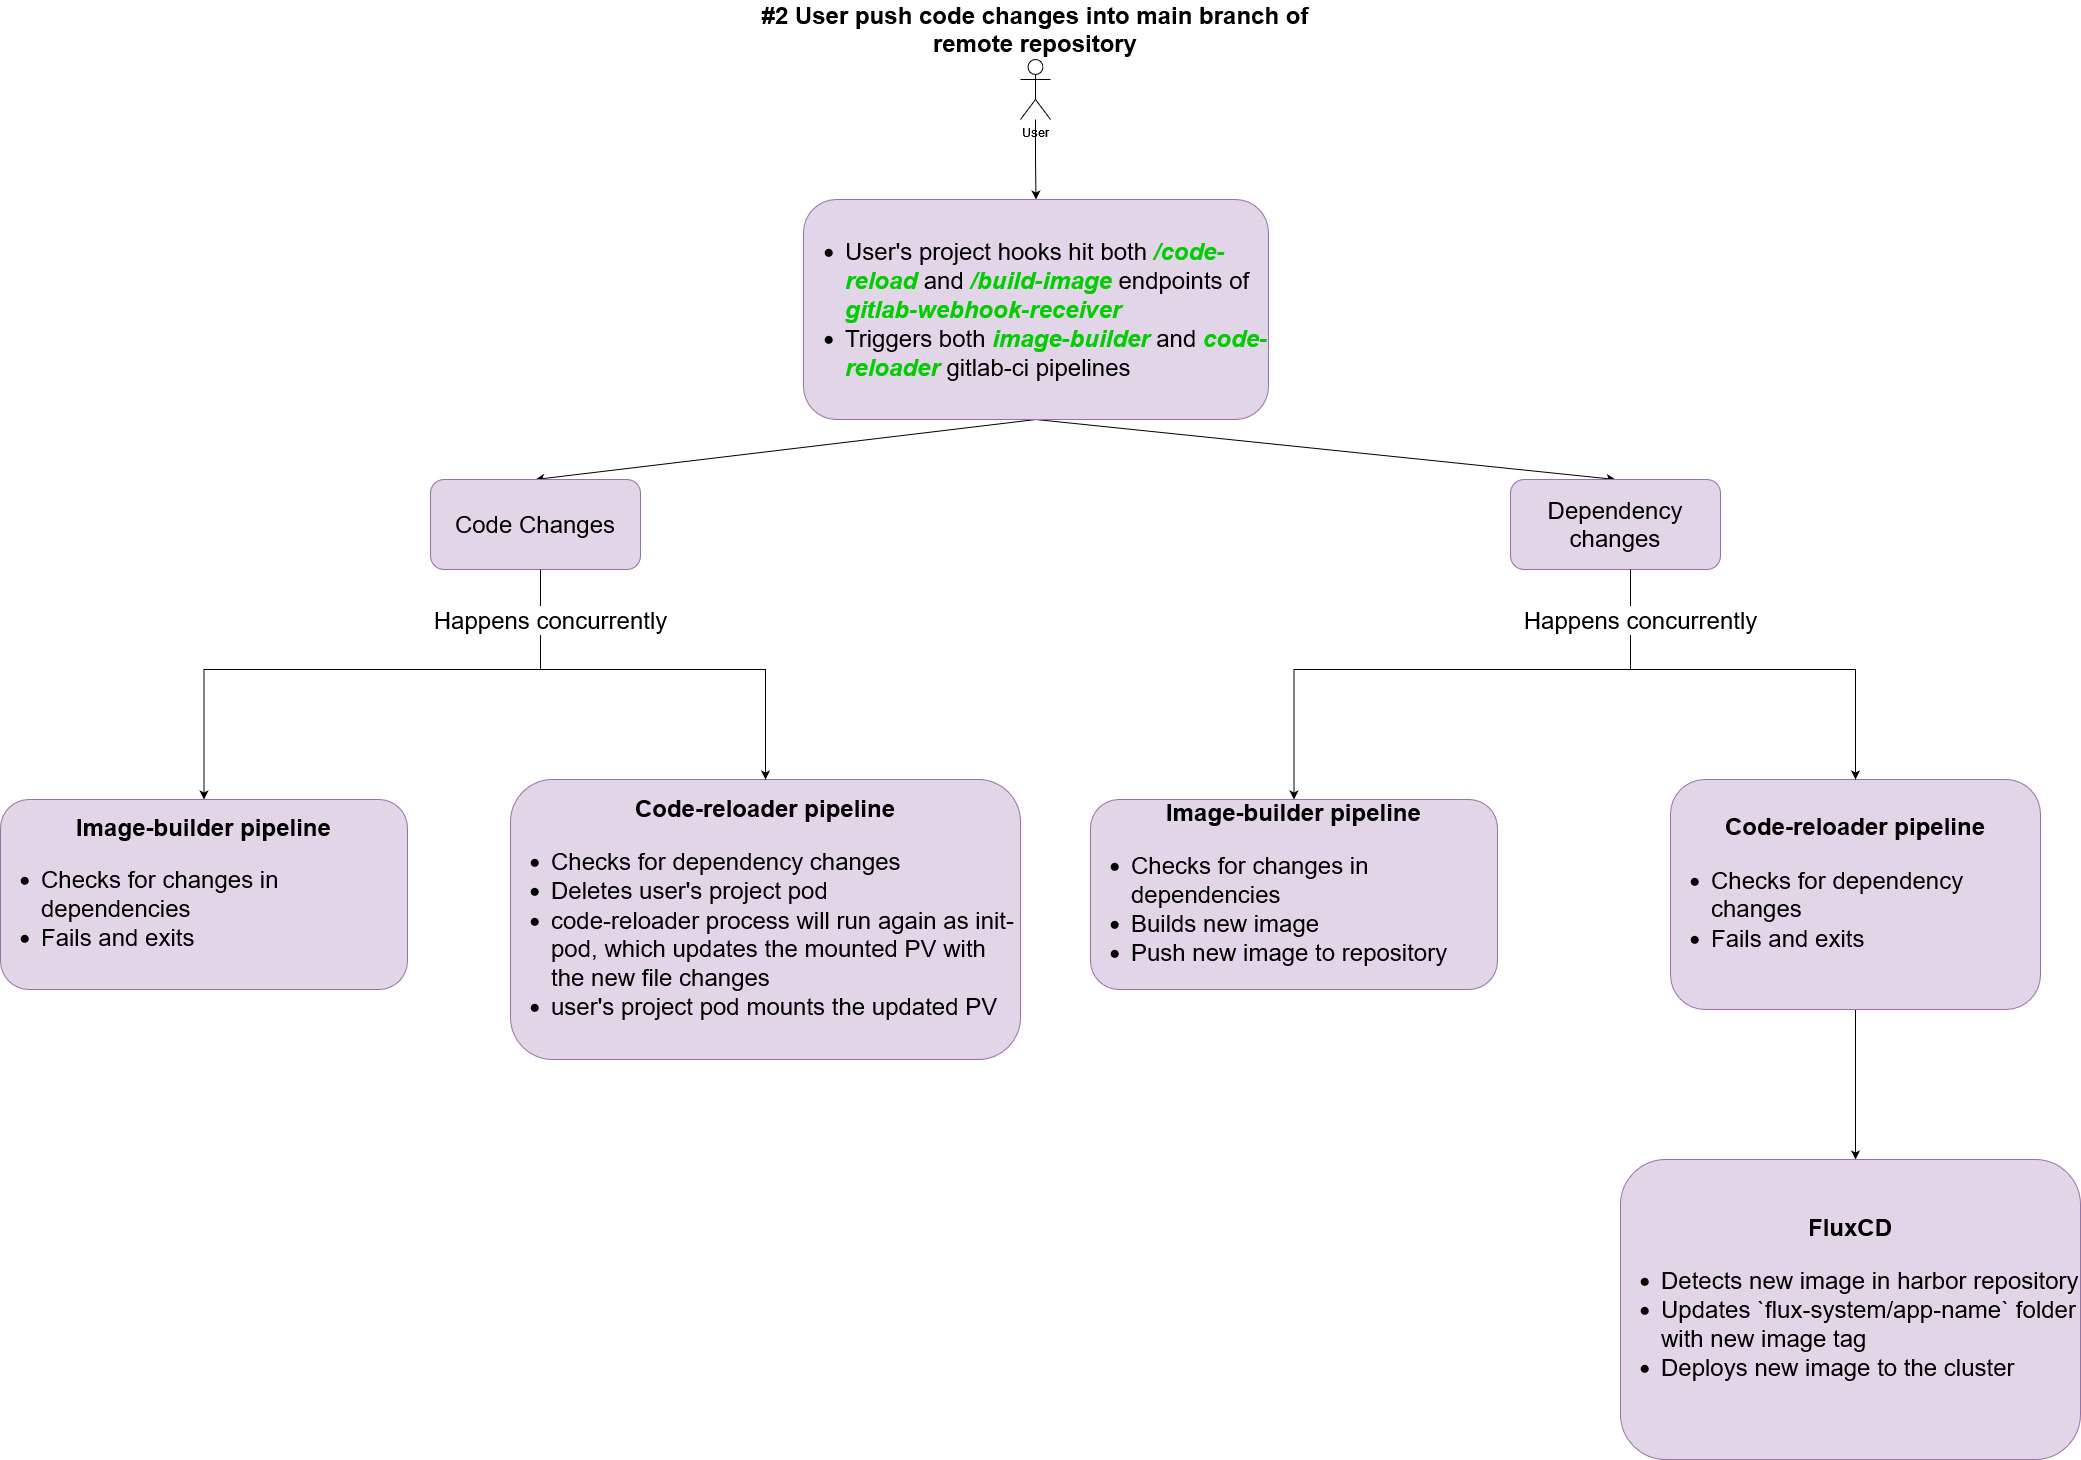 #2 User push code changes into main branch of
remote repository
User
User's project hooks hit both /code-
reload and /build-image endpoints of
gitlab-webhook-receiver
Triggers both image-builder and code-
reloader gitlab-ci pipelines
Code Changes
Dependency
changes
Happens concurrently
Happens concurrently
Image-builder pipeline
Checks for changes in
dependencies
Fails and exits
Code-reloader pipeline
Checks for dependency changes
Deletes user's project pod
code-reloader process will run again as init-
pod, which updates the mounted PV with
the new file changes
user's project pod mounts the updated PV
Image-builder pipeline
Checks for changes in
dependencies
Builds new image
Push new image to repository
Code-reloader pipeline
Checks for dependency
changes
Fails and exits
FluxCD
Detects new image in harbor repository
Updates `flux-system/app-name` folder
with new image tag
Deploys new image to the cluster